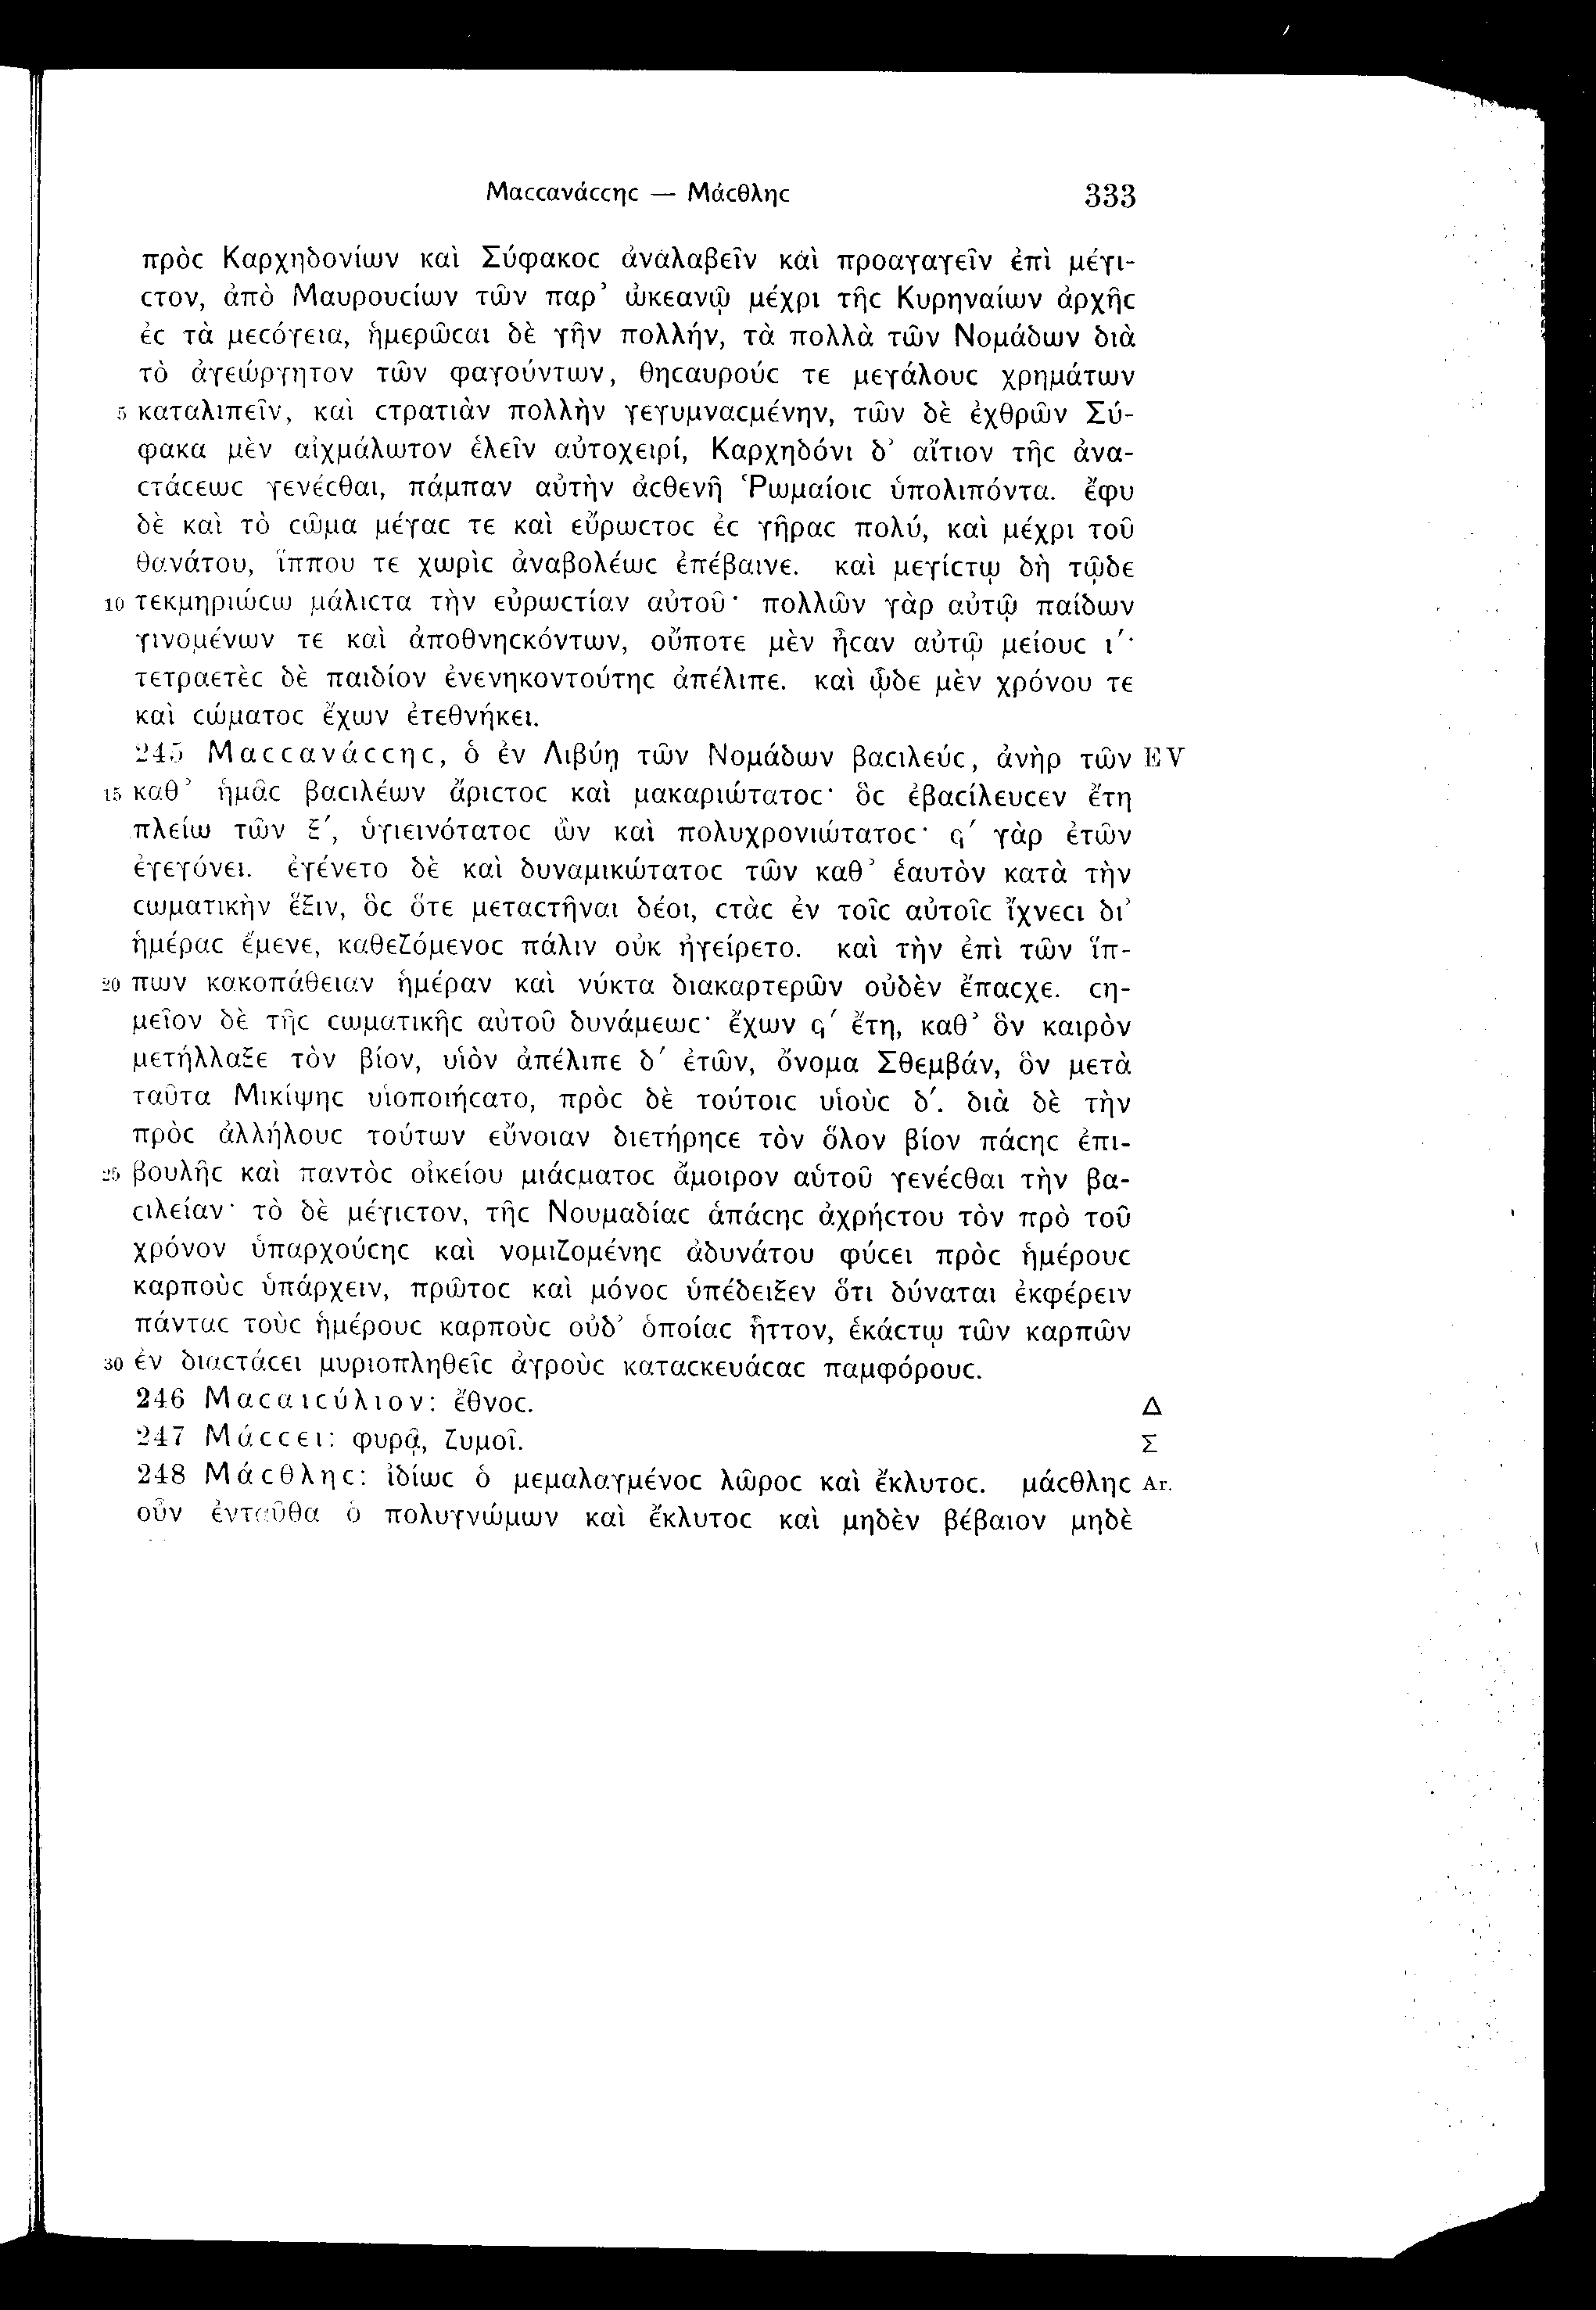 Μαccανάccηc — Μάcθληc 333
πρὸc Καρχηδονίων καὶ Σύφακοc ἀναλαβεῖν καὶ προαγαγεῖν ἐπὶ μέγι-
cτον, ἀπὸ Μαυρουcίων τῶν παρ’ ὠκεανῷ μέχρι τῆc Κυρηναίων ἀρχῆc
ἐc τὰ μεcόγεια, ἡμερῶcαι δὲ γῆν πολλήν, τὰ πολλὰ τῶν Νομάδων διὰ
τὸ ἀγεώργητον τῶν φαγούντων, θηcαυρούc τε μεγάλουc χρημάτων
5 καταλιπεῖν, καὶ cτρατιὰν πολλὴν γεγυμναcμένην, τῶν δὲ ἐχθρῶν Σύ-
φακα μὲν αἰχμάλωτον ἑλεῖν αὐτοχειρί, Καρχηδόνι δ’ αἴτιον τῆc ἀνα-
cτάcεωc γενέcθαι, πάμπαν αὐτὴν ἀcθενῆ Ῥωμαίοιc ὑπολιπόντα. ἔφυ
δὲ καὶ τὸ cῶμα μέγαc τε καὶ εὔρωcτοc ἐc γῆραc πολύ, καὶ μέχρι τοῦ
θανάτου, ἵππου τε χωρὶc ἀναβολέωc ἐπέβαινε. καὶ μεγίcτῳ δὴ τῷδε
10 τεκμηριώcω μάλιcτα τὴν εὐρωcτίαν αὐτοῦ· πολλῶν γὰρ αὐτῷ παίδων
γινομένων τε καὶ ἀποθνηcκόντων, οὔποτε μὲν ἦcαν αὐτῷ μείουc ι′·
τετραετὲc δὲ παιδίον ἐνενηκοντούτηc ἀπέλιπε. καὶ ᾧδε μὲν χρόνου τε
καὶ cώματοc ἔχων ἐτεθνήκει.
245 Μαccανάccηc, ὁ ἐν Λιβύῃ τῶν Νομάδων βαcιλεύc, ἀνὴρ τῶν EV
15 καθ’ ἡμᾶc βαcιλέων ἄριcτοc καὶ μακαριώτατοc· ὃc ἐβαcίλευcεν ἔτη
πλείω τῶν ξ′, ὑγιεινότατοc ὢν καὶ πολυχρονιώτατοc· ϟ′ γὰρ ἐτῶν
ἐγεγόνει. ἐγένετο δὲ καὶ δυναμικώτατοc τῶν καθ’ ἑαυτὸν κατὰ τὴν
cωματικὴν ἕξιν, ὃc ὅτε μεταcτῆναι δέοι, cτὰc ἐν τοῖc αὐτοῖc ἴχνεcι δι’
ἡμέραc ἔμενε, καθεζόμενοc πάλιν οὐκ ἠγείρετο. καὶ τὴν ἐπὶ τῶν ἵπ-
20 πων κακοπάθειαν ἡμέραν καὶ νύκτα διακαρτερῶν οὐδὲν ἔπαcχε. cη-
μεῖον δὲ τῆc cωματικῆc αὐτοῦ δυνάμεωc· ἔχων ϟ′ ἔτη, καθ’ ὃν καιρὸν
μετήλλαξε τὸν βίον, υἱὸν ἀπέλιπε δ′ ἐτῶν, ὄνομα Σθεμβάν, ὃν μετὰ
ταῦτα Μικίψηc υἱοποιήcατο, πρὸc δὲ τούτοιc υἱοὺc δ′. διὰ δὲ τὴν
πρὸc ἀλλήλουc τούτων εὔνοιαν διετήρηcε τὸν ὅλον βίον πάcηc ἐπι-
25 βουλῆc καὶ παντὸc οἰκείου μιάcματοc ἄμοιρον αὑτοῦ γενέcθαι τὴν βα-
cιλείαν· τὸ δὲ μέγιcτον, τῆc Νουμαδίαc ἁπάcηc ἀχρήcτου τὸν πρὸ τοῦ
χρόνον ὑπαρχούcηc καὶ νομιζομένηc ἀδυνάτου φύcει πρὸc ἡμέρουc
καρποὺc ὑπάρχειν, πρῶτοc καὶ μόνοc ὑπέδειξεν ὅτι δύναται ἐκφέρειν
πάνταc τοὺc ἡμέρουc καρποὺc οὐδ’ ὁποίαc ἧττον, ἑκάcτῳ τῶν καρπῶν
30 ἐν διαcτάcει μυριοπληθεῖc ἀγροὺc καταcκευάcαc παμφόρουc.
246 Μαcαιcύλιον: ἔθνοc. Δ
247 Μάccει: φυρᾷ, ζυμοῖ. Σ
248 Μάcθληc: ἰδίωc ὁ μεμαλαγμένοc λῶροc καὶ ἔκλυτοc. μάcθληc Ar.
οὖν ἐνταῦθα ὁ πολυγνώμων καὶ ἔκλυτοc καὶ μηδὲν βέβαιον μηδὲ